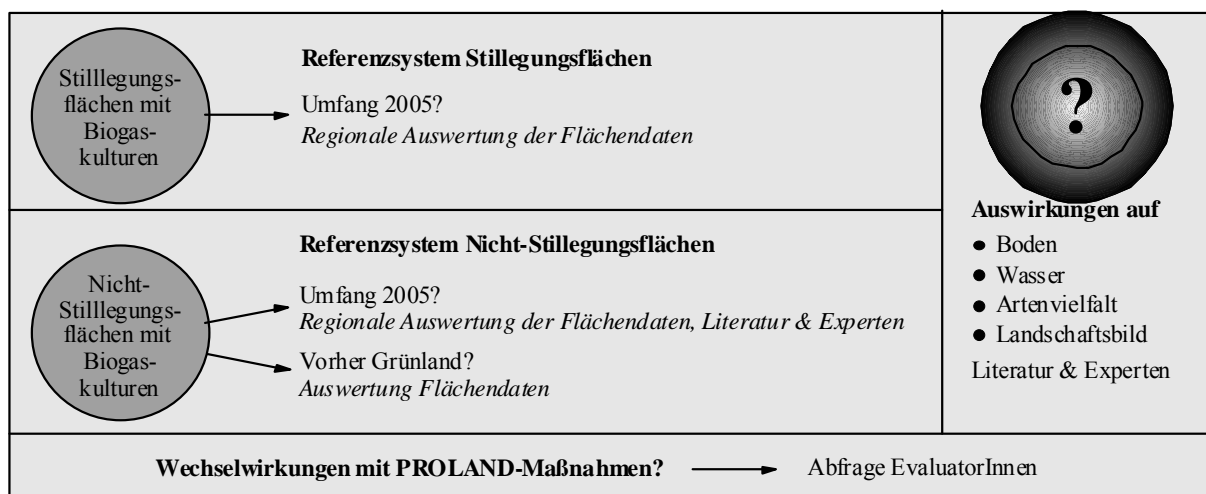 Stilllegungs-
flächen mit
Biogas-
kulturen
Referenzsystem Stillegungsflächen
Umfang 2005?
Regionale Auswertung der Flächendaten
Nicht-
Stilllegungs-
flächen mit
Biogas-
kulturen
Referenzsystem Nicht-Stillegungsflächen
Umfang 2005?
Regionale Auswertung der Flächendaten, Literatur & Experten
Vorher Grünland?
Auswertung Flächendaten
?
Auswirkungen auf
● Boden
● Wasser
● Artenvielfalt
● Landschaftsbild
Literatur & Experten
Wechselwirkungen mit PROLAND-Maßnahmen? Abfrage EvaluatorInnen